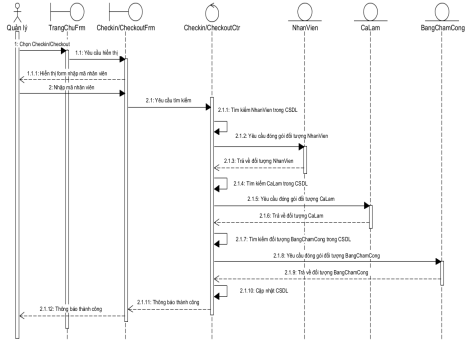 Quản lý
TrangChuFrm
Checkin/CheckoutFrm
Checkin/CheckoutCtr
NhanVien
CaLam
BangChamCong
1: Chọn Checkin/Checkout
1.1: Yêu cầu hiển thị
1.1.1: Hiển thị form nhập mã nhân viên
2: Nhập mã nhân viên
2.1: Yêu cầu tìm kiếm
2.1.1: Tìm kiếm NhanVien trong CSDL
2.1.2: Yêu cầu đóng gói đối tượng NhanVien
2.1.3: Trả về đối tượng NhanVien
2.1.4: Tìm kiếm CaLam trong CSDL
2.1.5: Yêu cầu đóng gói đối tượng CaLam
2.1.6: Trả về đối tượng CaLam
2.1.7: Tìm kiếm đối tượng BangChamCong trong CSDL
2.1.8: Yêu cầu đóng gói đối tượng BangChamCong
2.1.9: Trả về đối tượng BangChamCong
2.1.10: Cập nhật CSDL
2.1.11: Thông báo thành công
2.1.12: Thông báo thành công